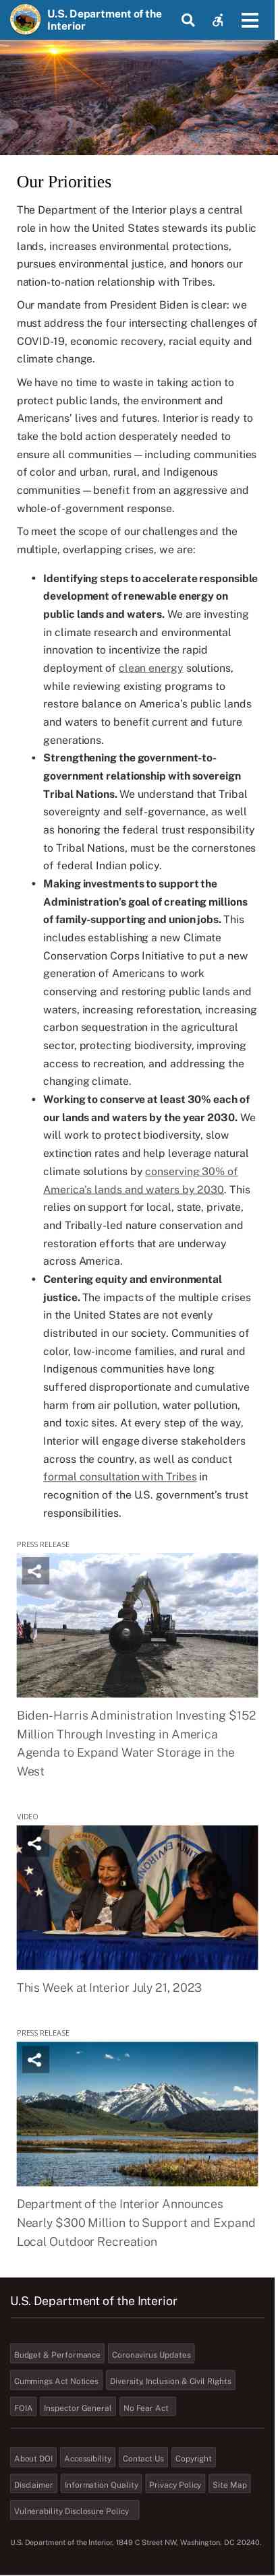 U.S. Department of the
Interior
Our Priorities
The Department of the Interior plays a central
role in how the United States stewards its public
lands, increases environmental protections,
pursues environmental justice, and honors our
nation-to-nation relationship with Tribes.
Our mandate from President Biden is clear: we
must address the four intersecting challenges of
COVID-19, economic recovery, racial equity and
climate change.
We have no time to waste in taking action to
protect public lands, the environment and
Americans' lives and futures. Interior is ready to
take the bold action desperately needed to
ensure all communities — including communities
of color and urban, rural, and Indigenous
communities — benefit from an aggressive and
whole-of-government response.
To meet the scope of our challenges and the
multiple, overlapping crises, we are:
• Identifying steps to accelerate responsible
development of renewable energy on
public lands and waters. We are investing
in climate research and environmental
innovation to incentivize the rapid
deployment of clean energy solutions,
while reviewing existing programs to
restore balance on America's public lands
and waters to benefit current and future
generations.
• Strengthening the government-to-
government relationship with sovereign
Tribal Nations. We understand that Tribal
sovereignty and self-governance, as well
as honoring the federal trust responsibility
to Tribal Nations, must be the cornerstones
of federal Indian policy.
• Making investments to support the
Administration's goal of creating millions
of family-supporting and union jobs. This
includes establishing a new Climate
Conservation Corps Initiative to put a new
generation of Americans to work
conserving and restoring public lands and
waters, increasing reforestation, increasing
carbon sequestration in the agricultural
sector, protecting biodiversity, improving
access to recreation, and addressing the
changing climate.
• Working to conserve at least 30% each of
our lands and waters by the year 2030. We
will work to protect biodiversity, slow
extinction rates and help leverage natural
climate solutions by conserving 30% of
America's lands and waters by 2030. This
relies on support for local, state, private,
and Tribally-led nature conservation and
restoration efforts that are underway
across America.
• Centering equity and environmental
justice. The impacts of the multiple crises
in the United States are not evenly
distributed in our society. Communities of
color, low-income families, and rural and
Indigenous communities have long
suffered disproportionate and cumulative
harm from air pollution, water pollution,
and toxic sites. At every step of the way,
Interior will engage diverse stakeholders
across the country, as well as conduct
formal consultation with Tribes in
recognition of the U.S. government's trust
responsibilities.
PRESS RELEASE
Biden-Harris Administration Investing $152
Million Through Investing in America
Agenda to Expand Water Storage in the
West
VIDEO
This Week at Interior July 21, 2023
PRESS RELEASE
Department of the Interior Announces
Nearly $300 Million to Support and Expand
Local Outdoor Recreation
U.S. Department of the Interior
Budget & Performance Coronavirus Updates
Cummings Act Notices Diversity, Inclusion & Civil Rights
FOIA Inspector General No Fear Act
About DOI Accessibility Contact Us Copyright
Disclaimer Information Quality Privacy Policy Site Map
Vulnerability Disclosure Policy
U.S. Department of the Interior, 1849 C Street NW, Washington, DC 20240.